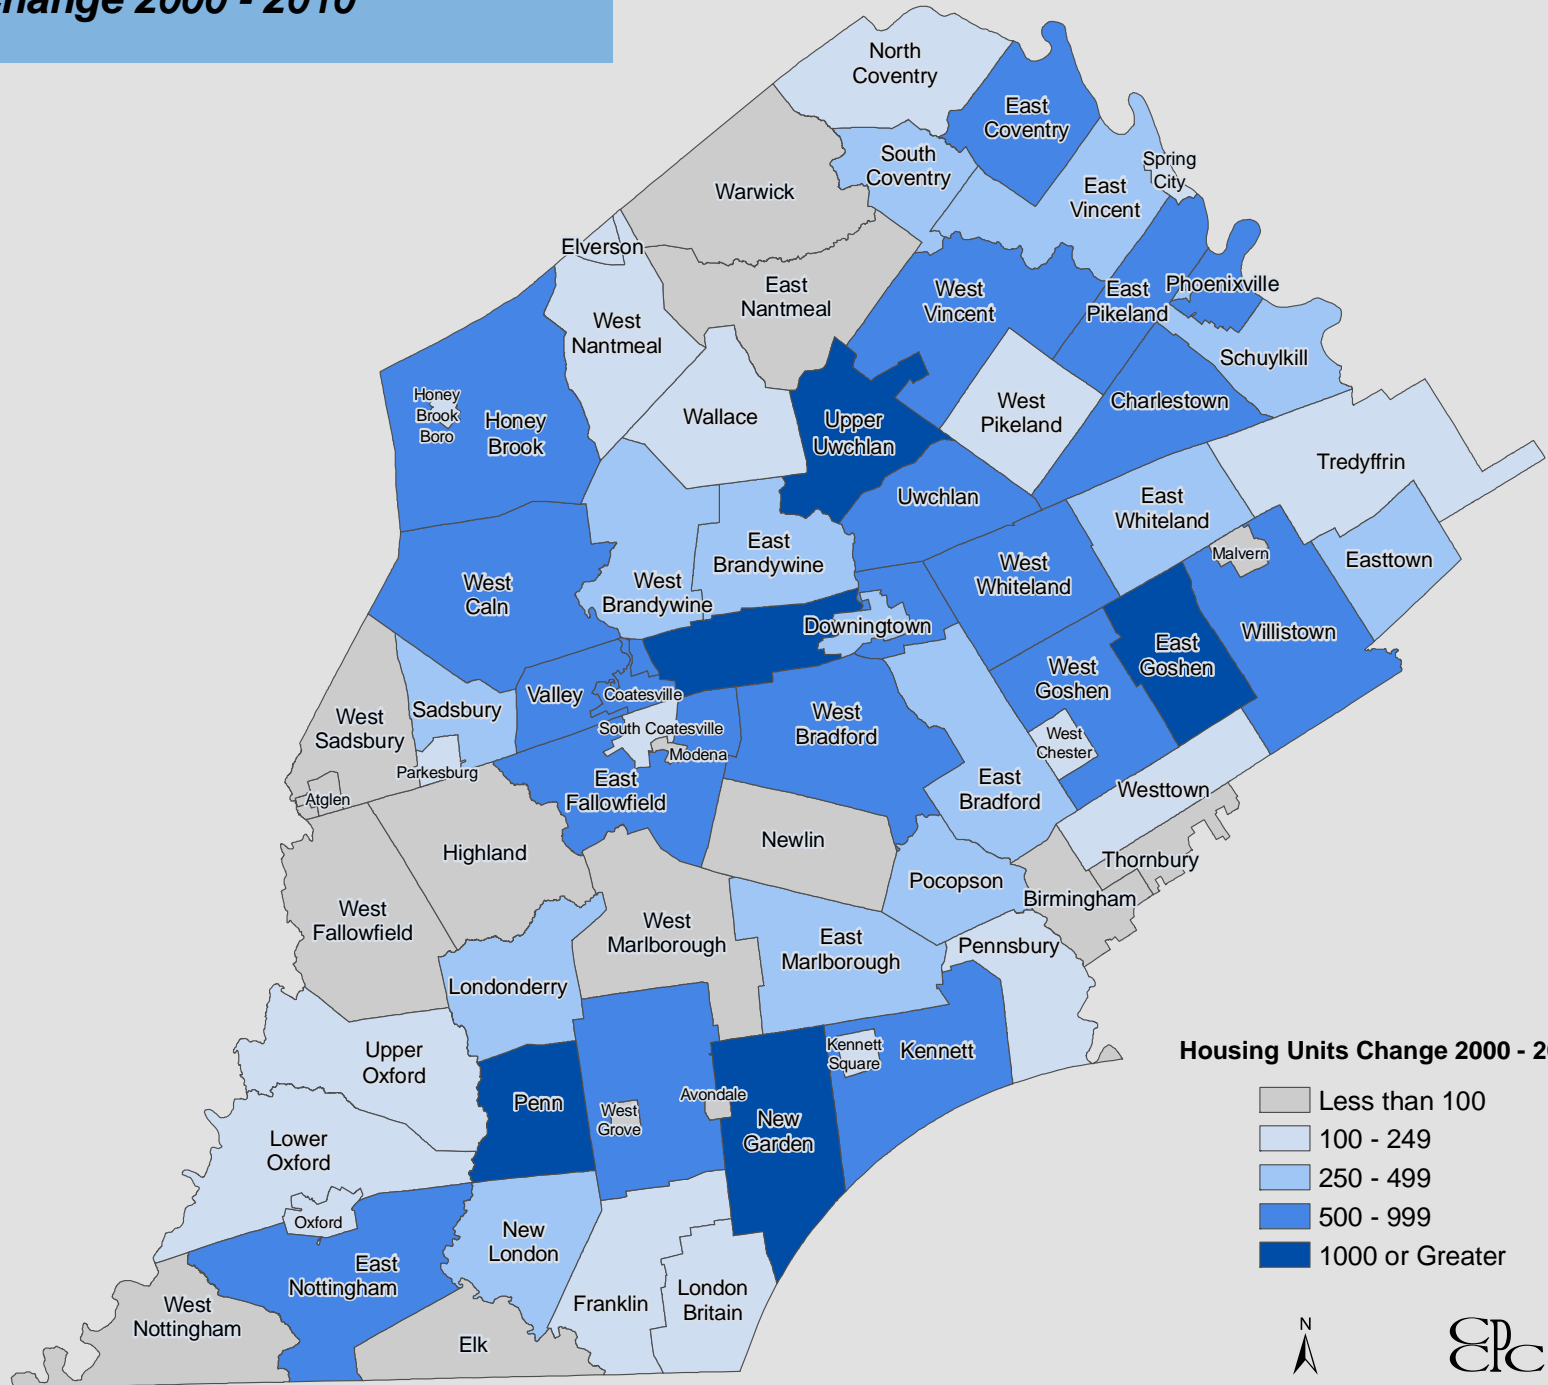 hange 2000 - 2010
North
Coventry
East
Coventry
South
Coventry
Spring
City
East
Vincent
Warwick
Elverson
East
Nantmeal
West
Vincent
East
Pikeland
Phoenixville
West
Nantmeal
Schuylkill
Honey
Brook
Boro
Honey
Brook
Wallace
Upper
Uwchlan
West
Pikeland
Charlestown
Tredyffrin
Uwchlan
East
Whiteland
East
Brandywine
Malvern
Easttown
West
Caln
West
Brandywine
West
Whiteland
Downingtown
Willistown
East
Goshen
West
Goshen
Valley
Coatesville
Sadsbury
West
Sadsbury
South Coatesville
West
Bradford
West
Chester
Modena
Parkesburg
East
Fallowfield
East
Bradford
Westtown
Atglen
Highland
Newlin
Thornbury
Pocopson
Birmingham
West
Fallowfield
West
Marlborough
East
Marlborough
Pennsbury
Londonderry
Upper
Oxford
Kennett
Square
Kennett
Penn
West
Grove
Avondale
New
Garden
Lower
Oxford
Oxford
New
London
East
Nottingham
West
Nottingham
Franklin
London
Britain
Elk
Housing Units Change 2000 - 2
Less than 100
100 - 249
250 - 499
500 - 999
1000 or Greater
N
CCPC